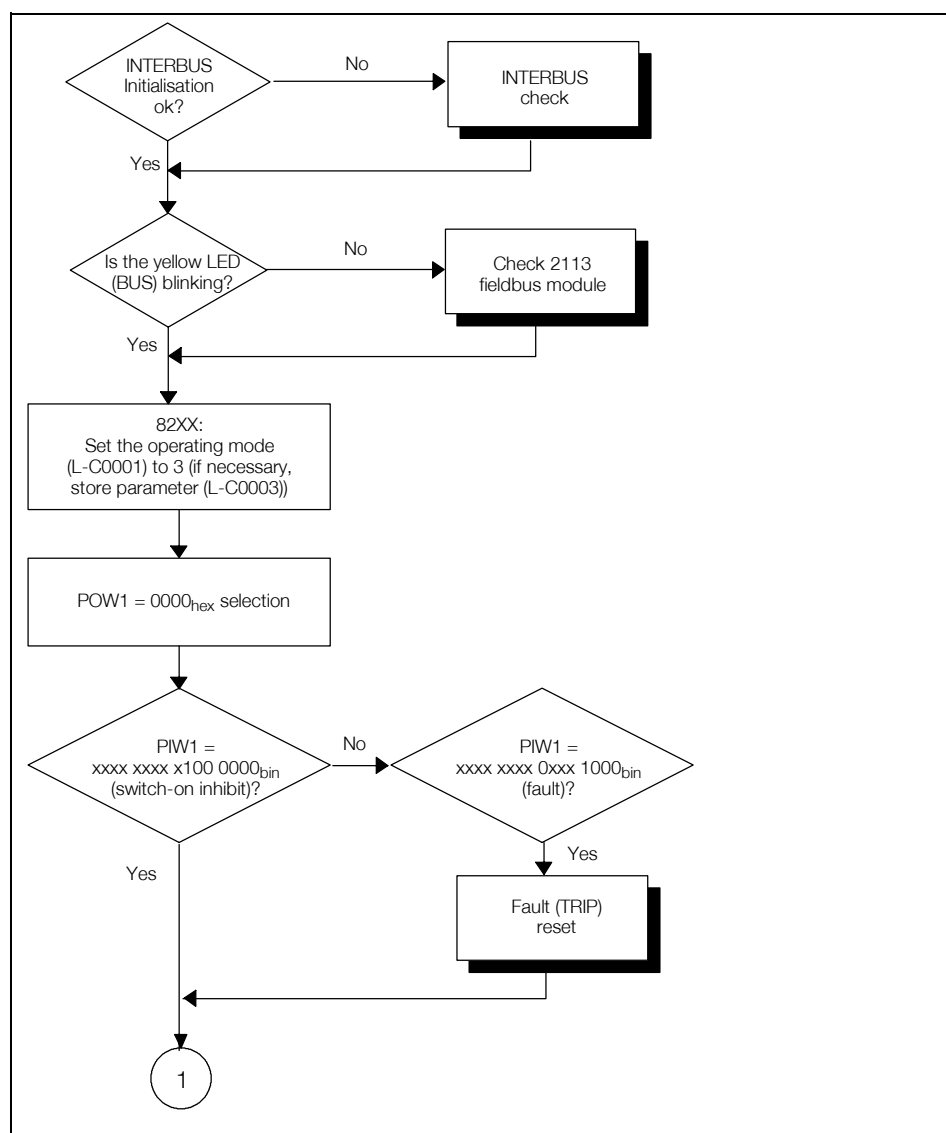 INTERBUS
Initialisation
ok?
No
INTERBUS
check
Yes
Is the yellow LED
(BUS) blinking?
No
Check 2113
fieldbus module
Yes
82XX:
Set the operating mode
(L-C0001) to 3 (if necessary,
store parameter (L-C0003))
POW1 = 0000hex selection
PIW1 =
xxxx xxxx x100 0000bin
(switch-on inhibit)?
No
PIW1 =
xxxx xxxx 0xxx 1000bin
(fault)?
Yes
Yes
Fault (TRIP)
reset
1